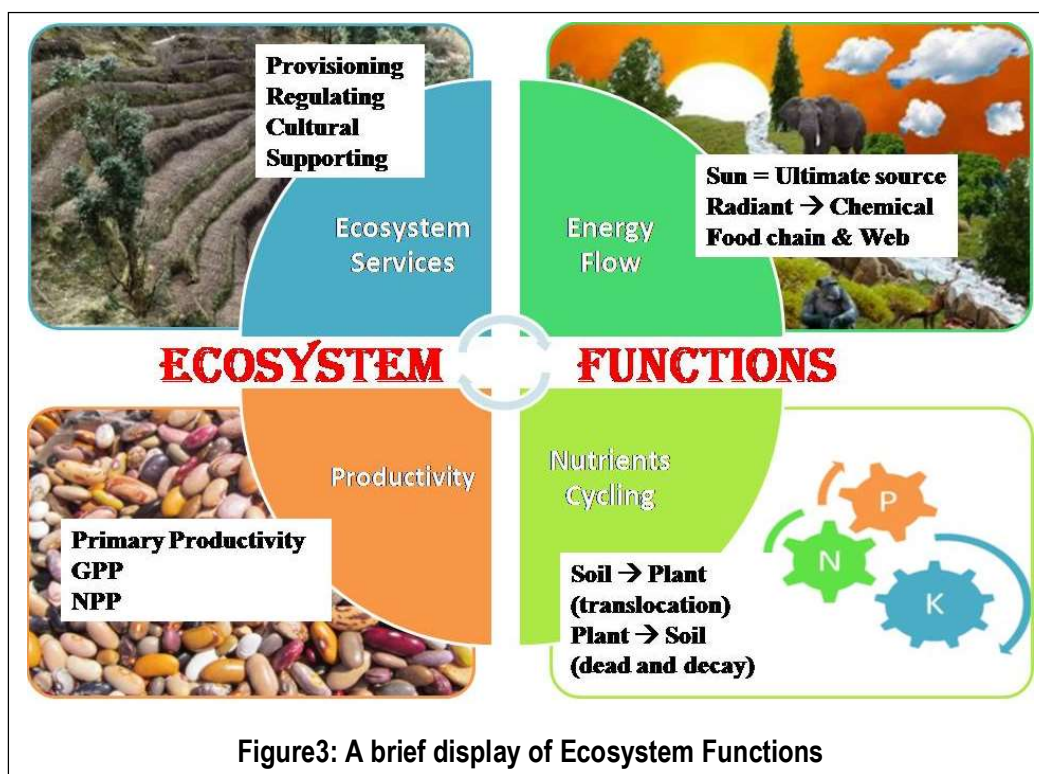 Provisioning
Regulating
Cultural
Supporting
Ecosystem
Services
Energy
Flow
Sun = Ultimate source
Radiant → Chemical
Food chain & Web
ECOSYSTEM FUNCTIONS
Productivity
Primary Productivity
GPP
NPP
Nutrients
Cycling
Soil → Plant
(translocation)
Plant → Soil
(dead and decay)
P
N
K
Figure3: A brief display of Ecosystem Functions